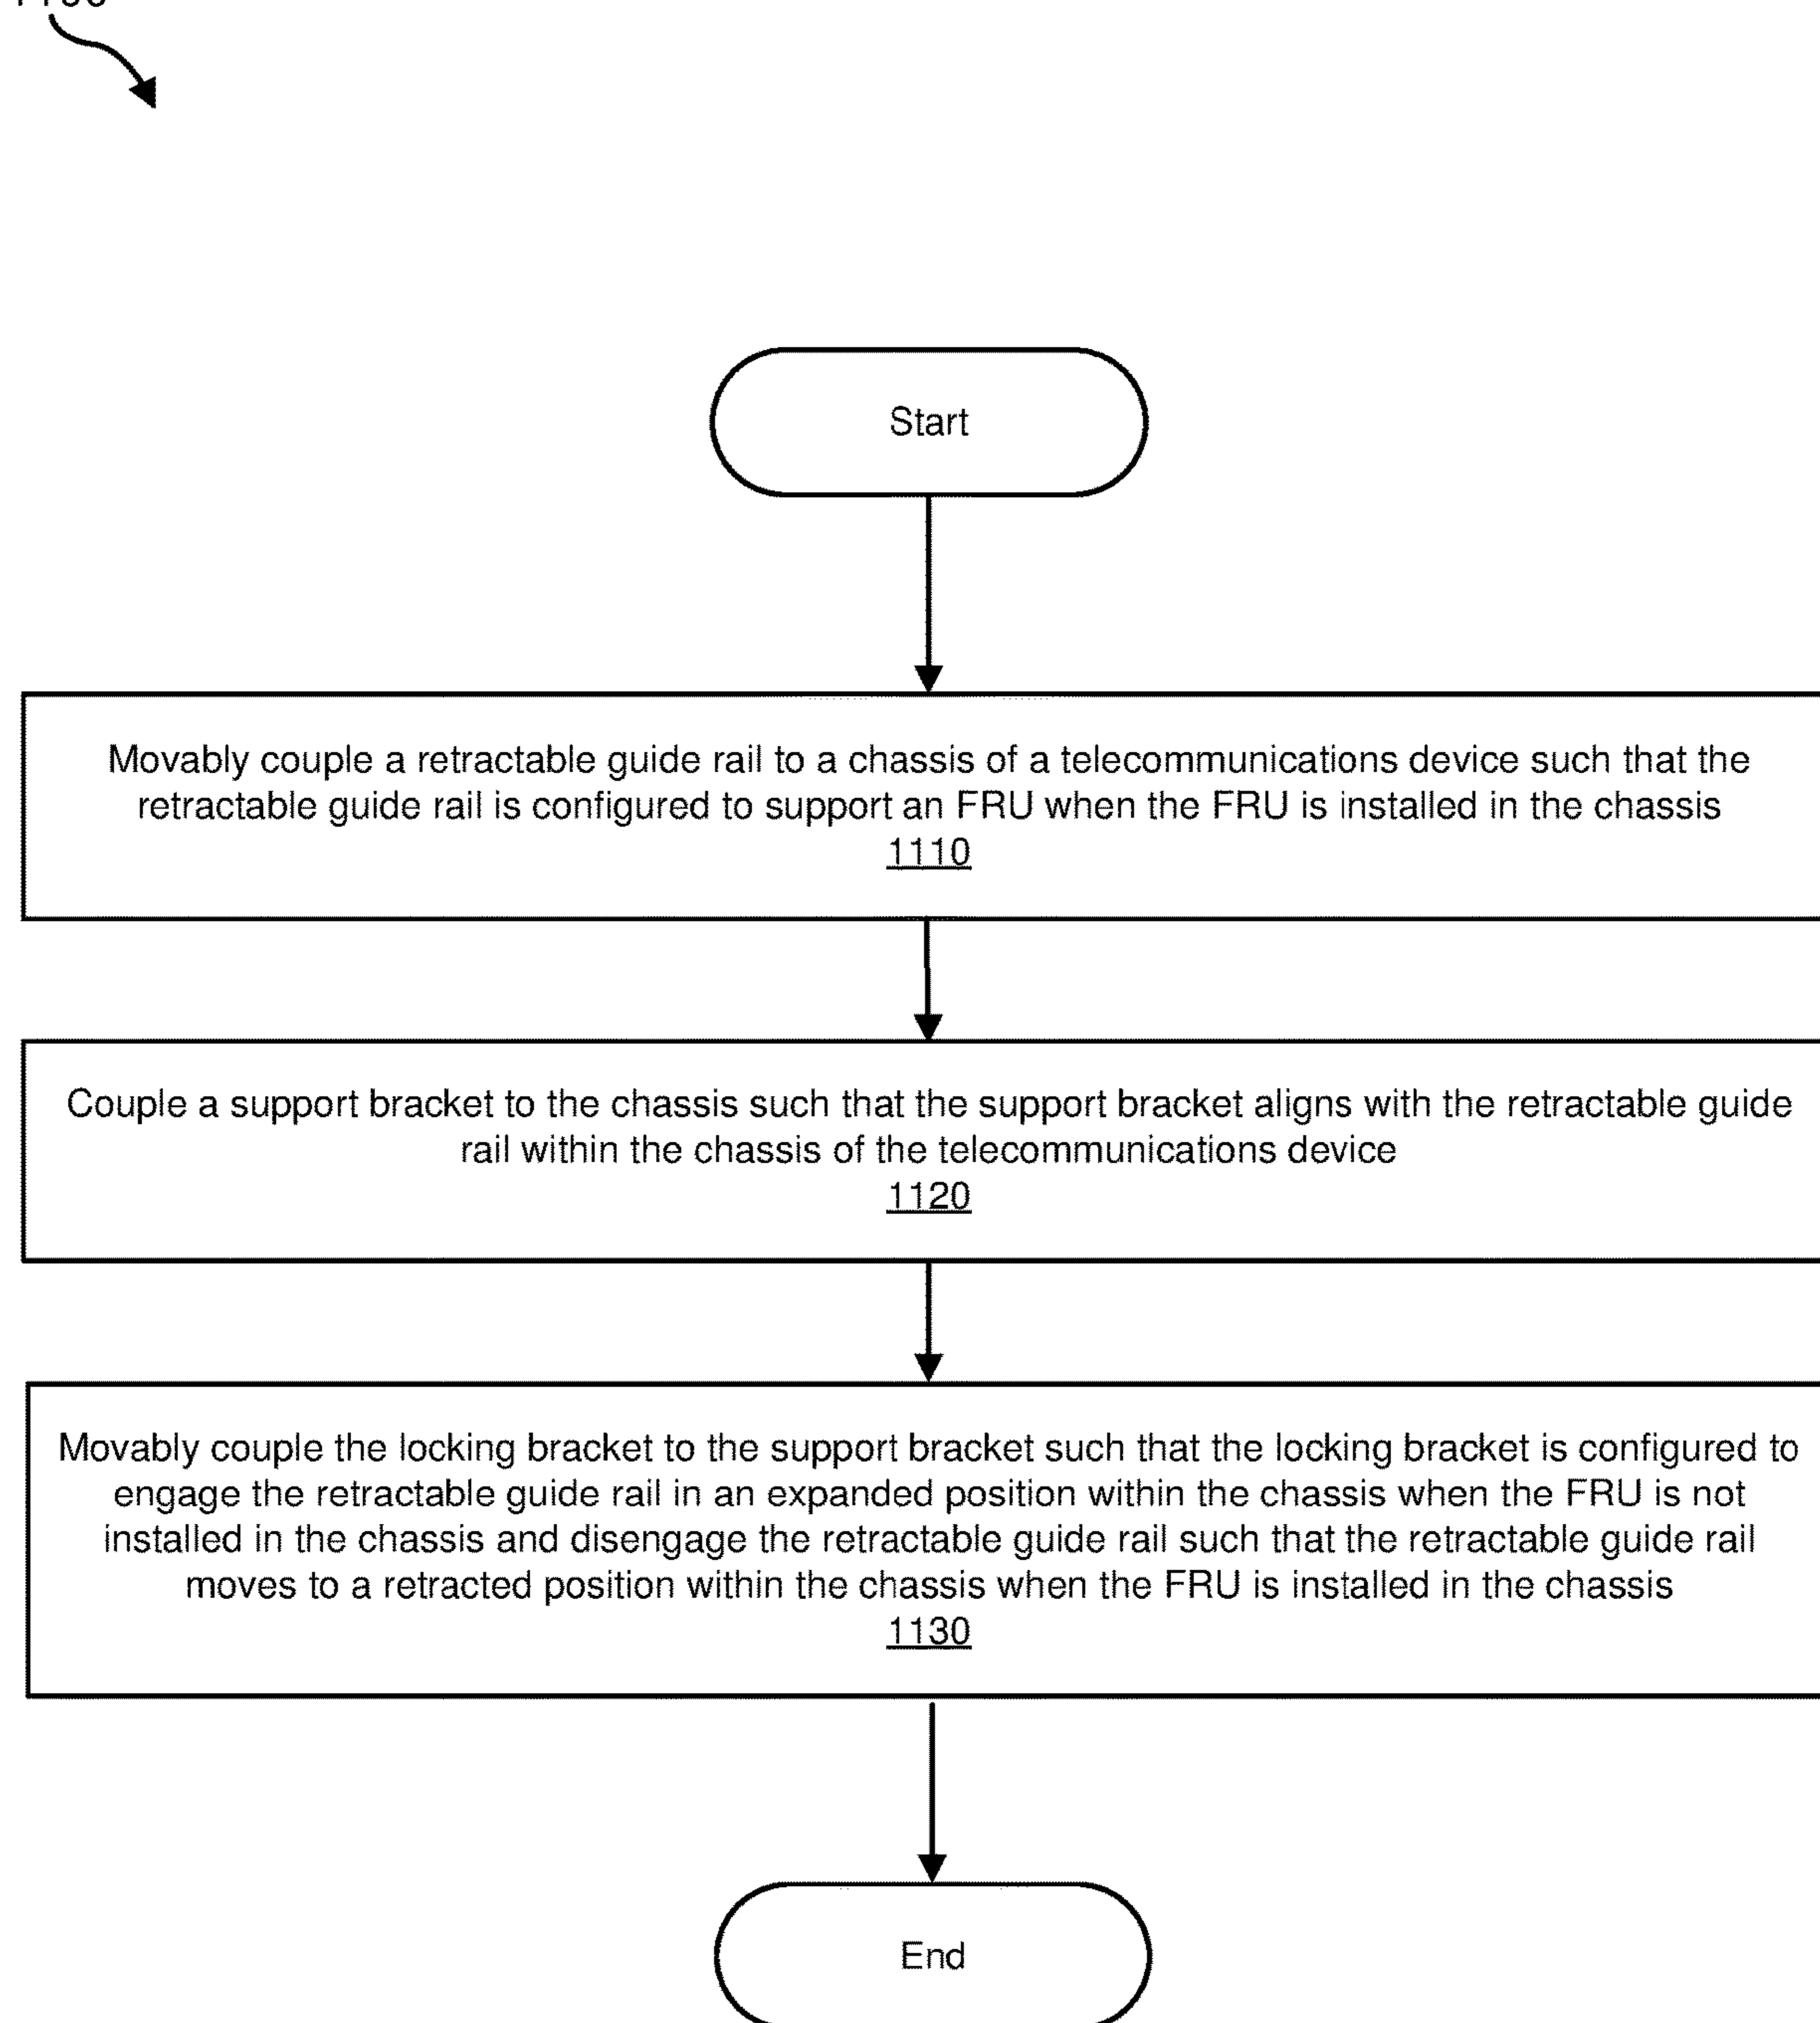 Start
Movably couple a retractable guide rail to a chassis of a telecommunications device such that the
retractable guide rail is configured to support an FRU when the FRU is installed in the chassis
1110
Couple a support bracket to the chassis such that the support bracket aligns with the retractable guide
rail within the chassis of the telecommunications device
1120
Movably couple the locking bracket to the support bracket such that the locking bracket is configured to
engage the retractable guide rail in an expanded position within the chassis when the FRU is not
installed in the chassis and disengage the retractable guide rail such that the retractable guide rail
moves to a retracted position within the chassis when the FRU is installed in the chassis
1130
End